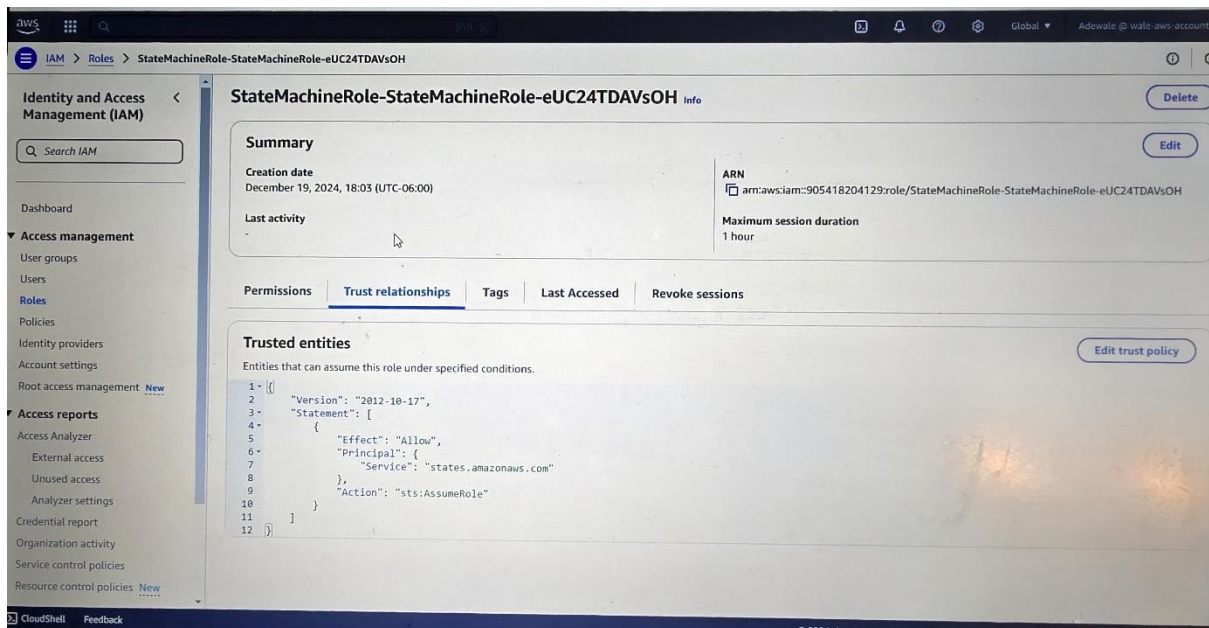 aws
Global
Adewale @ wale-aws-account
IAM > Roles > StateMachineRole-StateMachineRole-eUC24TDAVsOH
Identity and Access
Management (IAM)
Search IAM
Dashboard
Access management
User groups
Users
Roles
Policies
Identity providers
Account settings
Root access management New
Access reports
Access Analyzer
External access
Unused access
Analyzer settings
Credential report
Organization activity
Service control policies
Resource control policies New
CloudShell Feedback
StateMachineRole-StateMachineRole-eUC24TDAVsOH Info
Delete
Summary
Edit
Creation date
December 19, 2024, 18:03 (UTC-06:00)
ARN
arn:aws:iam::905418204129:role/StateMachineRole-StateMachineRole-eUC24TDAVsOH
Last activity
-
Maximum session duration
1 hour
Permissions Trust relationships Tags Last Accessed Revoke sessions
Trusted entities
Edit trust policy
Entities that can assume this role under specified conditions.
1 {
2 "Version": "2012-10-17",
3 "Statement": [
4 {
5 "Effect": "Allow",
6 "Principal": {
7 "Service": "states.amazonaws.com"
8 },
9 "Action": "sts:AssumeRole"
10 }
11 ]
12 }